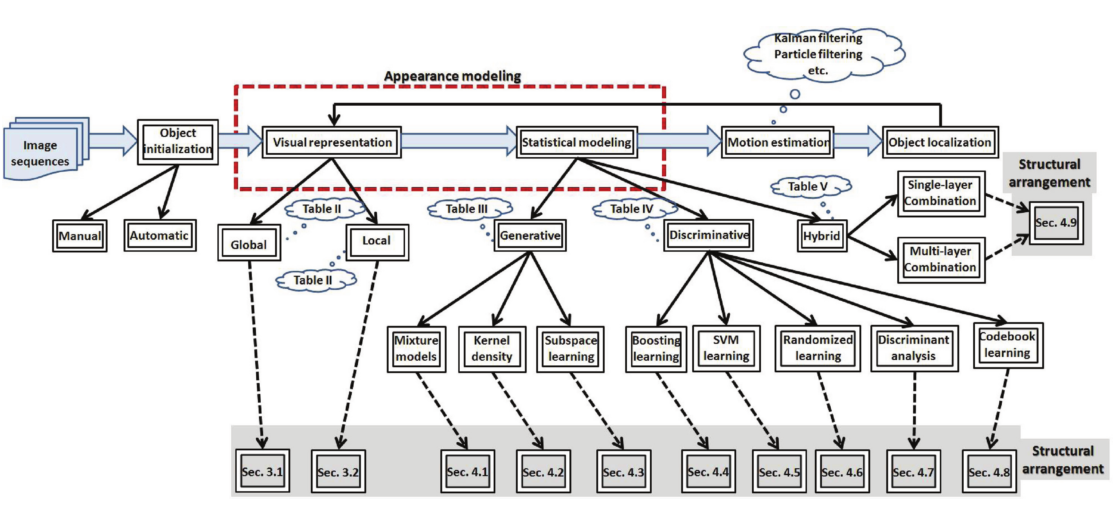 Kalman filtering
Particle filtering
etc.
Appearance modeling
Image
sequences
Object
initialization
Visual representation
Statistical modeling
Motion estimation
Object localization
Structural
arrangement
Manual
Automatic
Global
Table II
Local
Table II
Table III
Generative
Table IV
Discriminative
Table V
Hybrid
Single-layer
Combination
Multi-layer
Combination
Sec. 4.9
Mixture
models
Kernel
density
Subspace
learning
Boosting
learning
SVM
learning
Randomized
learning
Discriminant
analysis
Codebook
learning
Sec. 3.1
Sec. 3.2
Sec. 4.1
Sec. 4.2
Sec. 4.3
Sec. 4.4
Sec. 4.5
Sec. 4.6
Sec. 4.7
Sec. 4.8
Structural
arrangement